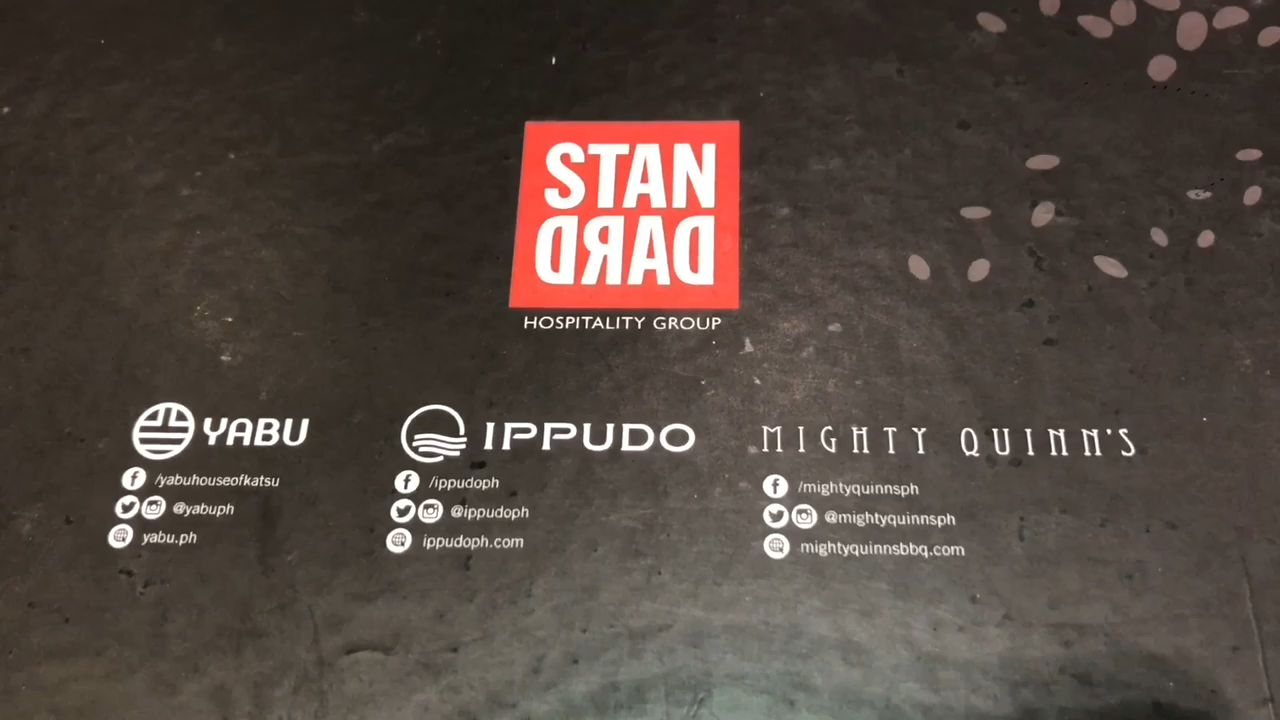 STAN
DARD
HOSPITALITY GROUP
YABU
/yabuhouseofkatsu
@yabuph
yabu.ph
IPPUDO
/ippudoph
@ippudoph
ippudoph.com
MIGHTY QUINN'S
/mightyquinnsph
@mightyquinnsph
mightyquinnsbbq.com